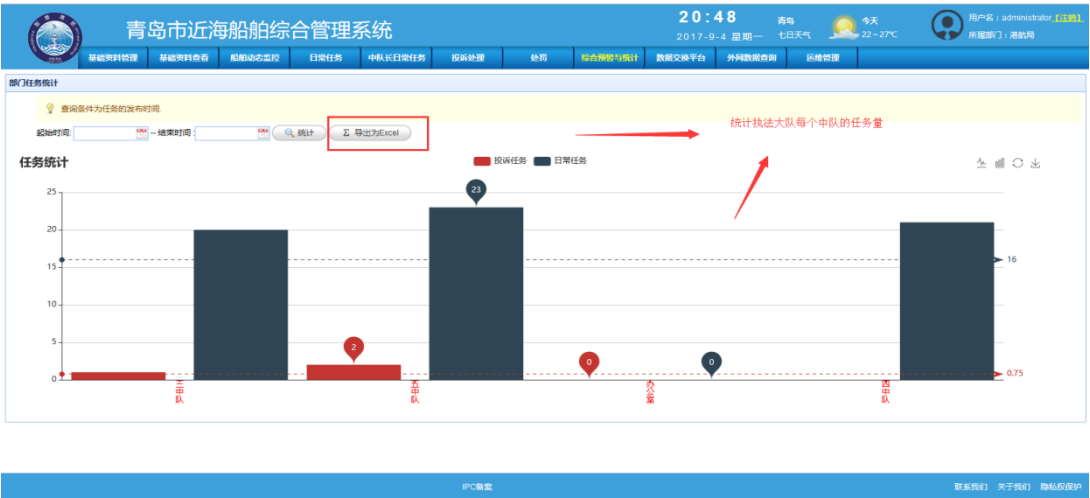 青岛市近海船舶综合管理系统
20:48
2017-9-4 星期一
青岛
七日天气
今天
22~27℃
用户名：administrator [注销]
所属部门：港航局
基础资料管理 基础资料查看 船舶动态监控 日常任务 中队长日常任务 投诉处理 处罚 综合预警与统计 数据交换平台 外网数据查询 运维管理
部门任务统计
查询条件为任务的发布时间.
起始时间: -- 结束时间: 统计 Σ 导出为Excel
统计执法大队每个中队的任务量
任务统计
投诉任务 日常任务
25
23
20
16
15
10
5
2
0
0
0
0.75
三中队
五中队
办公室
四中队
IPC备案
联系我们 关于我们 隐私权保护